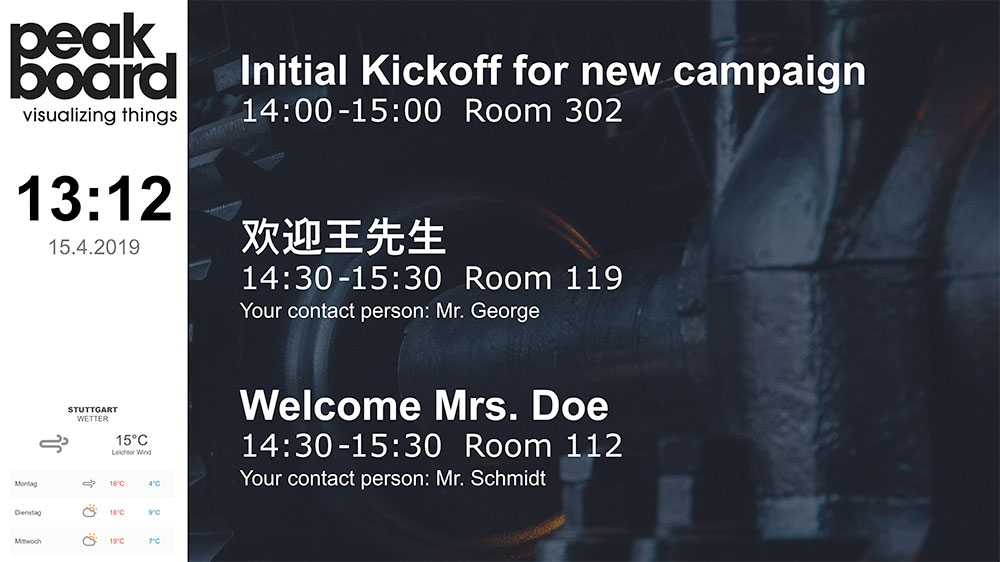 peak
board
visualizing things
13:12
15.4.2019
STUTTGART
WETTER
15°C
Leichter Wind
Montag 18°C 4°C
Dienstag 18°C 9°C
Mittwoch 19°C 7°C
Initial Kickoff for new campaign
14:00-15:00 Room 302
欢迎王先生
14:30-15:30 Room 119
Your contact person: Mr. George
Welcome Mrs. Doe
14:30-15:30 Room 112
Your contact person: Mr. Schmidt